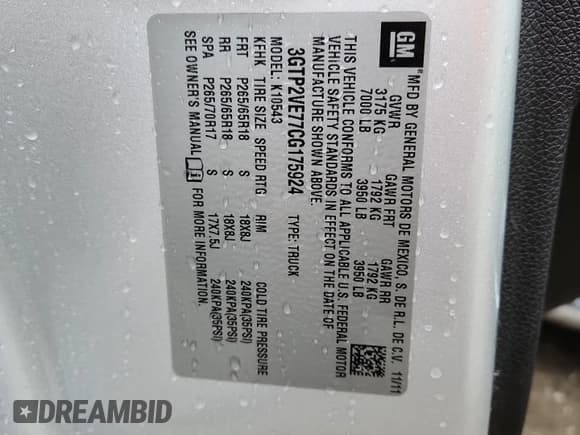 GM
MFD BY GENERAL MOTORS DE MEXICO, S. DE R.L. DE C.V. 11/11
GVWR GAWR FRT GAWR RR
3175 KG 1792 KG 1792 KG
7000 LB 3950 LB 3950 LB
THIS VEHICLE CONFORMS TO ALL APPLICABLE U.S. FEDERAL MOTOR
VEHICLE SAFETY STANDARDS IN EFFECT ON THE DATE OF
MANUFACTURE SHOWN ABOVE.
3GTP2VE77CG175924 TYPE: TRUCK
K10543
KFHK TIRE SIZE SPEED RTG RIM COLD TIRE PRESSURE
FRT P265/65R18 S 18X8J 240KPA(35PSI)
RR P265/65R18 S 18X8J 240KPA(35PSI)
SPA P265/70R17 S 17X7.5J 240KPA(35PSI)
SEE OWNER'S MANUAL FOR MORE INFORMATION.
DREAMBID